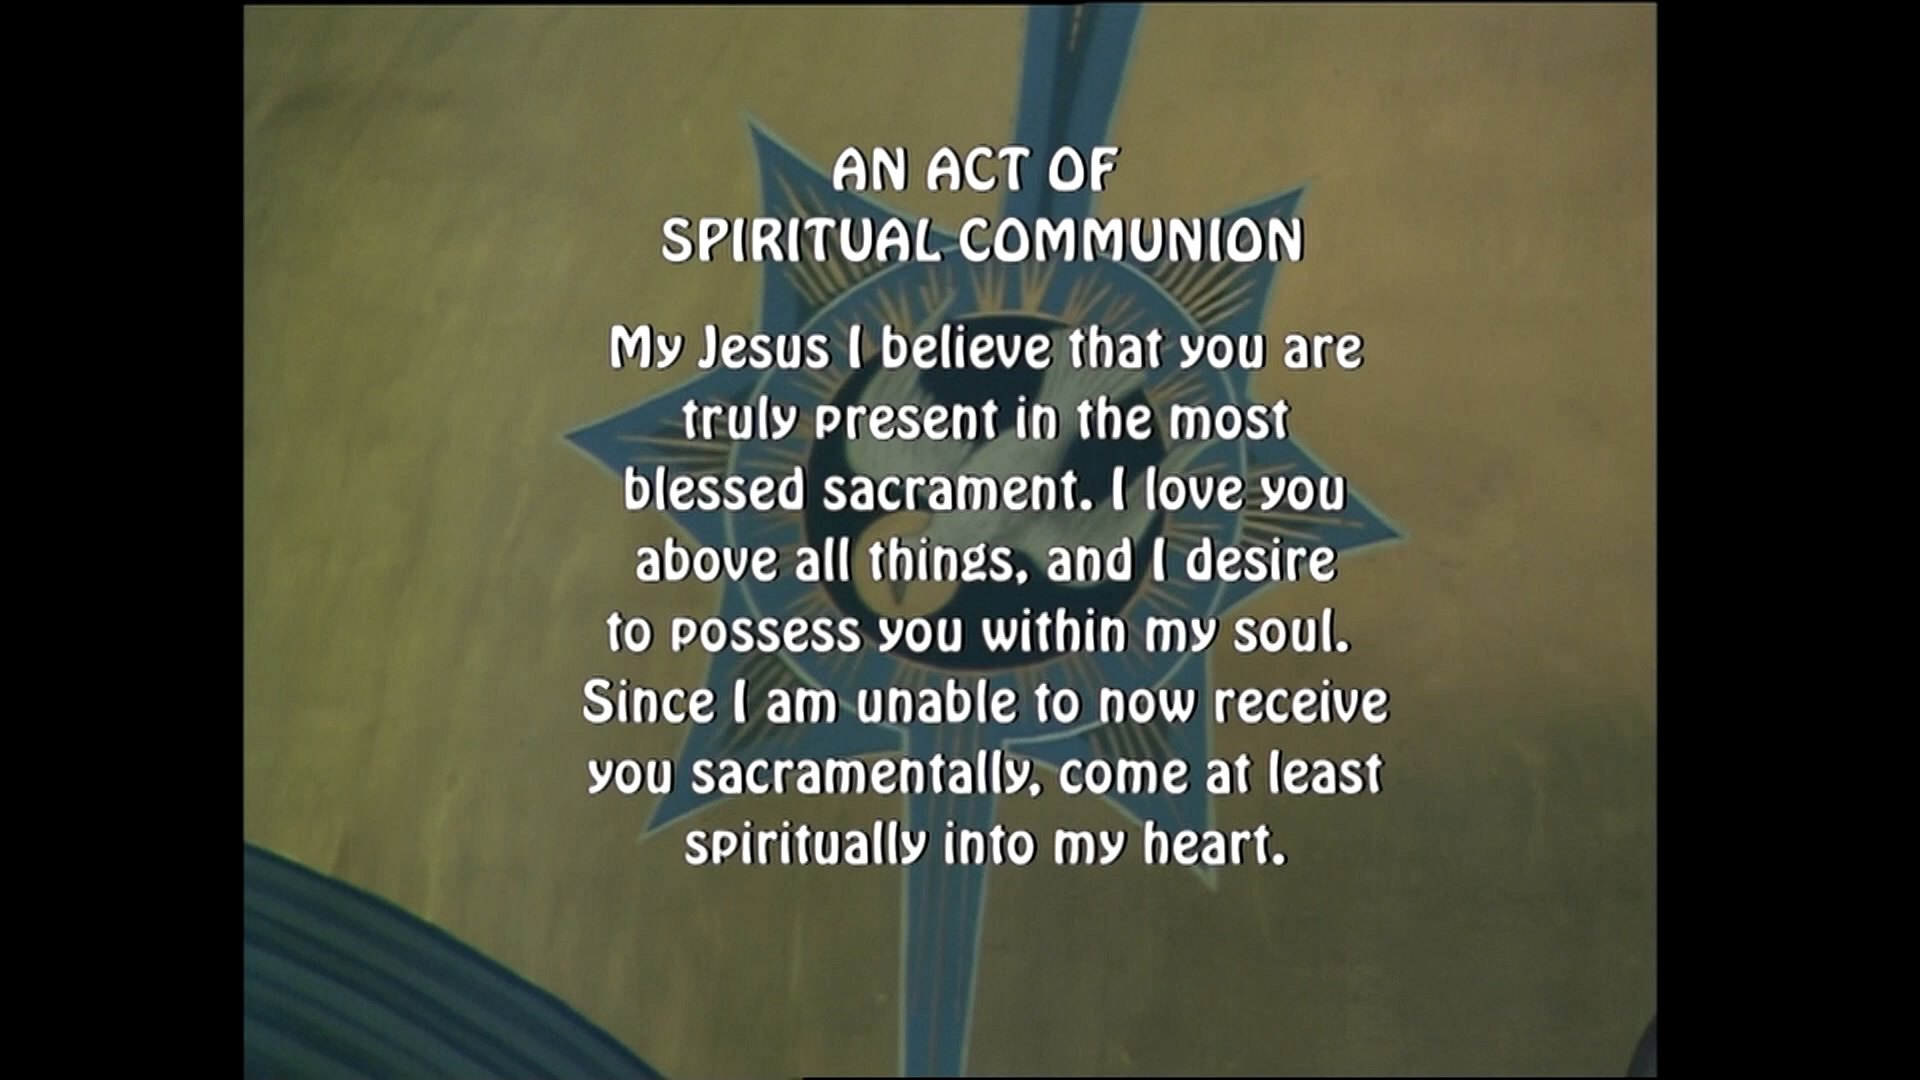 AN ACT OF
SPIRITUAL COMMUNION
My Jesus I believe that you are
truly present in the most
blessed sacrament. I love you
above all things, and I desire
to possess you within my soul.
Since I am unable to now receive
you sacramentally, come at least
spiritually into my heart.